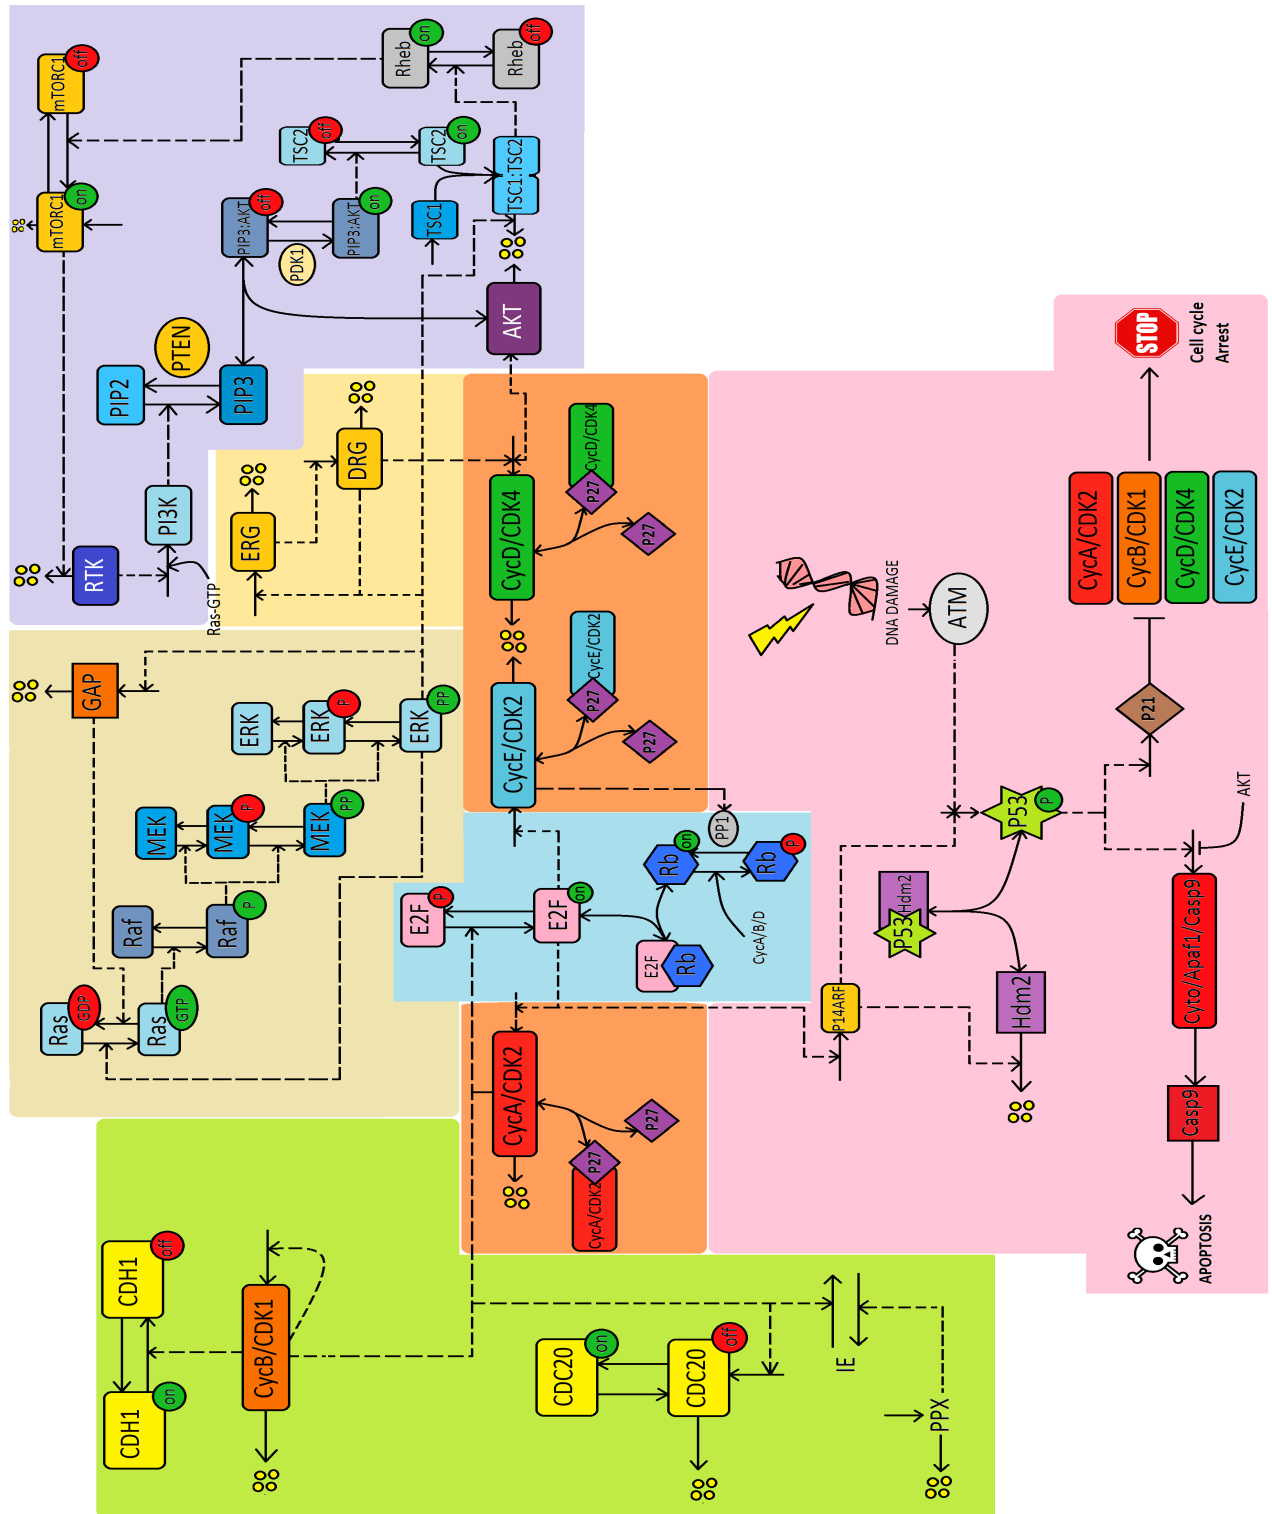 CDH1
on
CDH1
off
CycB/CDK1
CDC20
on
CDC20
off
IE
PPX
Ras
GDP
Ras
GTP
Raf
Raf
P
MEK
MEK
P
MEK
PP
GAP
ERK
ERK
P
ERK
PP
RTK
Ras-GTP
PI3K
PIP2
PTEN
PIP3
mTORC1
on
mTORC1
off
PIP3:AKT
off
PDK1
PIP3:AKT
on
TSC2
off
TSC2
on
TSC1
TSC1:TSC2
Rheb
on
Rheb
off
AKT
ERG
DRG
CycA/CDK2
CycA/CDK2
P27
P27
E2F
P
E2F
on
E2F
Rb
Rb
on
Rb
P
PP1
CycA/B/D
CycE/CDK2
P27
CycE/CDK2
P27
CycD/CDK4
P27
CycD/CDK4
P27
DNA DAMAGE
ATM
P14ARF
P53
Hdm2
Hdm2
P53
P
P21
AKT
Cyto/Apaf1/Casp9
Casp9
APOPTOSIS
CycA/CDK2
CycB/CDK1
CycD/CDK4
CycE/CDK2
STOP
Cell cycle
Arrest